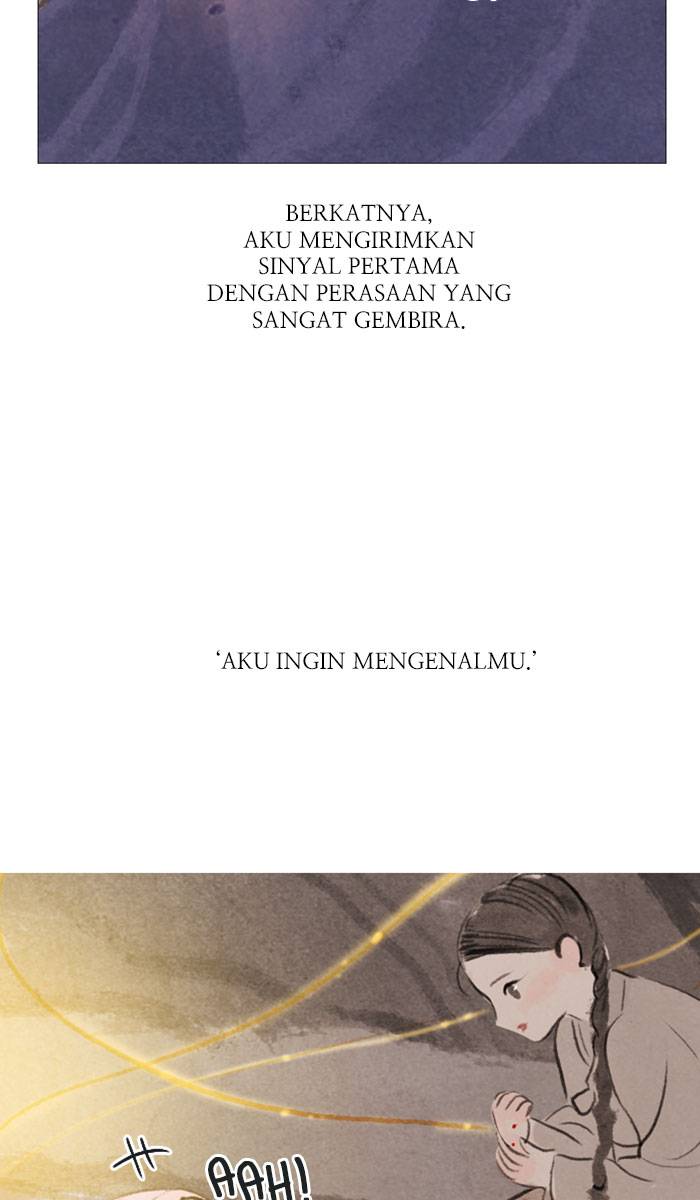 BERKATNYA,
AKU MENGIRIMKAN
SINYAL PERTAMA
DENGAN PERASAAN YANG
SANGAT GEMBIRA.
‘AKU INGIN MENGENALMU.’
AAH!